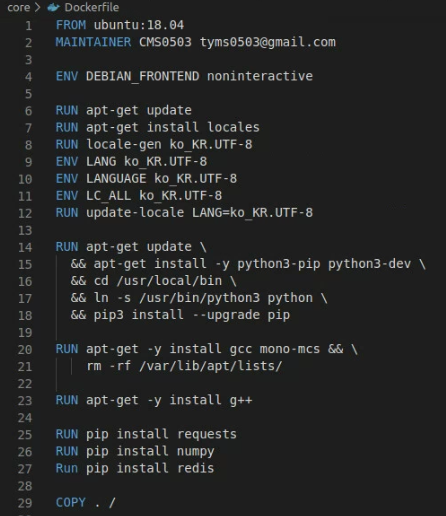 core > Dockerfile
1 FROM ubuntu:18.04
2 MAINTAINER CMS0503 tyms0503@gmail.com
3
4 ENV DEBIAN_FRONTEND noninteractive
5
6 RUN apt-get update
7 RUN apt-get install locales
8 RUN locale-gen ko_KR.UTF-8
9 ENV LANG ko_KR.UTF-8
10 ENV LANGUAGE ko_KR.UTF-8
11 ENV LC_ALL ko_KR.UTF-8
12 RUN update-locale LANG=ko_KR.UTF-8
13
14 RUN apt-get update \
15   && apt-get install -y python3-pip python3-dev \
16   && cd /usr/local/bin \
17   && ln -s /usr/bin/python3 python \
18   && pip3 install --upgrade pip
19
20 RUN apt-get -y install gcc mono-mcs && \
21     rm -rf /var/lib/apt/lists/
22
23 RUN apt-get -y install g++
24
25 RUN pip install requests
26 RUN pip install numpy
27 Run pip install redis
28
29 COPY . /